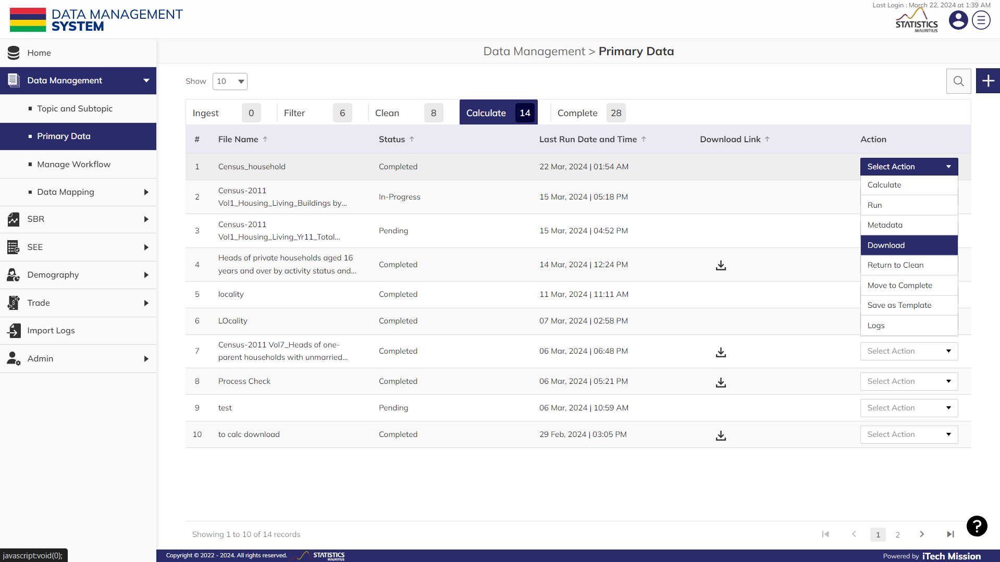 Last Login : March 22, 2024 at 1:39 AM
DATA MANAGEMENT
SYSTEM
STATISTICS
MAURITIUS
Home
Data Management
Topic and Subtopic
Primary Data
Manage Workflow
Data Mapping
SBR
SEE
Demography
Trade
Import Logs
Admin
Data Management > Primary Data
Show 10
Ingest 0 Filter 6 Clean 8 Calculate 14 Complete 28
# File Name ↑ Status ↑ Last Run Date and Time ↑ Download Link ↑ Action
1 Census_household Completed 22 Mar, 2024 | 01:54 AM Select Action
Calculate
Run
Metadata
Download
Return to Clean
Move to Complete
Save as Template
Logs
2 Census-2011
Vol1_Housing_Living_Buildings by... In-Progress 15 Mar, 2024 | 05:18 PM
3 Census-2011
Vol1_Housing_Living_Yr11_Total... Pending 15 Mar, 2024 | 04:52 PM
4 Heads of private households aged 16
years and over by activity status and... Completed 14 Mar, 2024 | 12:24 PM
5 locality Completed 11 Mar, 2024 | 11:11 AM
6 LOcality Completed 07 Mar, 2024 | 02:58 PM
7 Census-2011 Vol7_Heads of one-
parent households with unmarried... Completed 06 Mar, 2024 | 06:48 PM Select Action
8 Process Check Completed 06 Mar, 2024 | 05:21 PM Select Action
9 test Pending 06 Mar, 2024 | 10:59 AM Select Action
10 to calc download Completed 29 Feb, 2024 | 03:05 PM Select Action
Showing 1 to 10 of 14 records
1 2
?
javascript:void(0);
Copyright © 2022 - 2024. All rights reserved. STATISTICS
MAURITIUS
Powered by iTech Mission